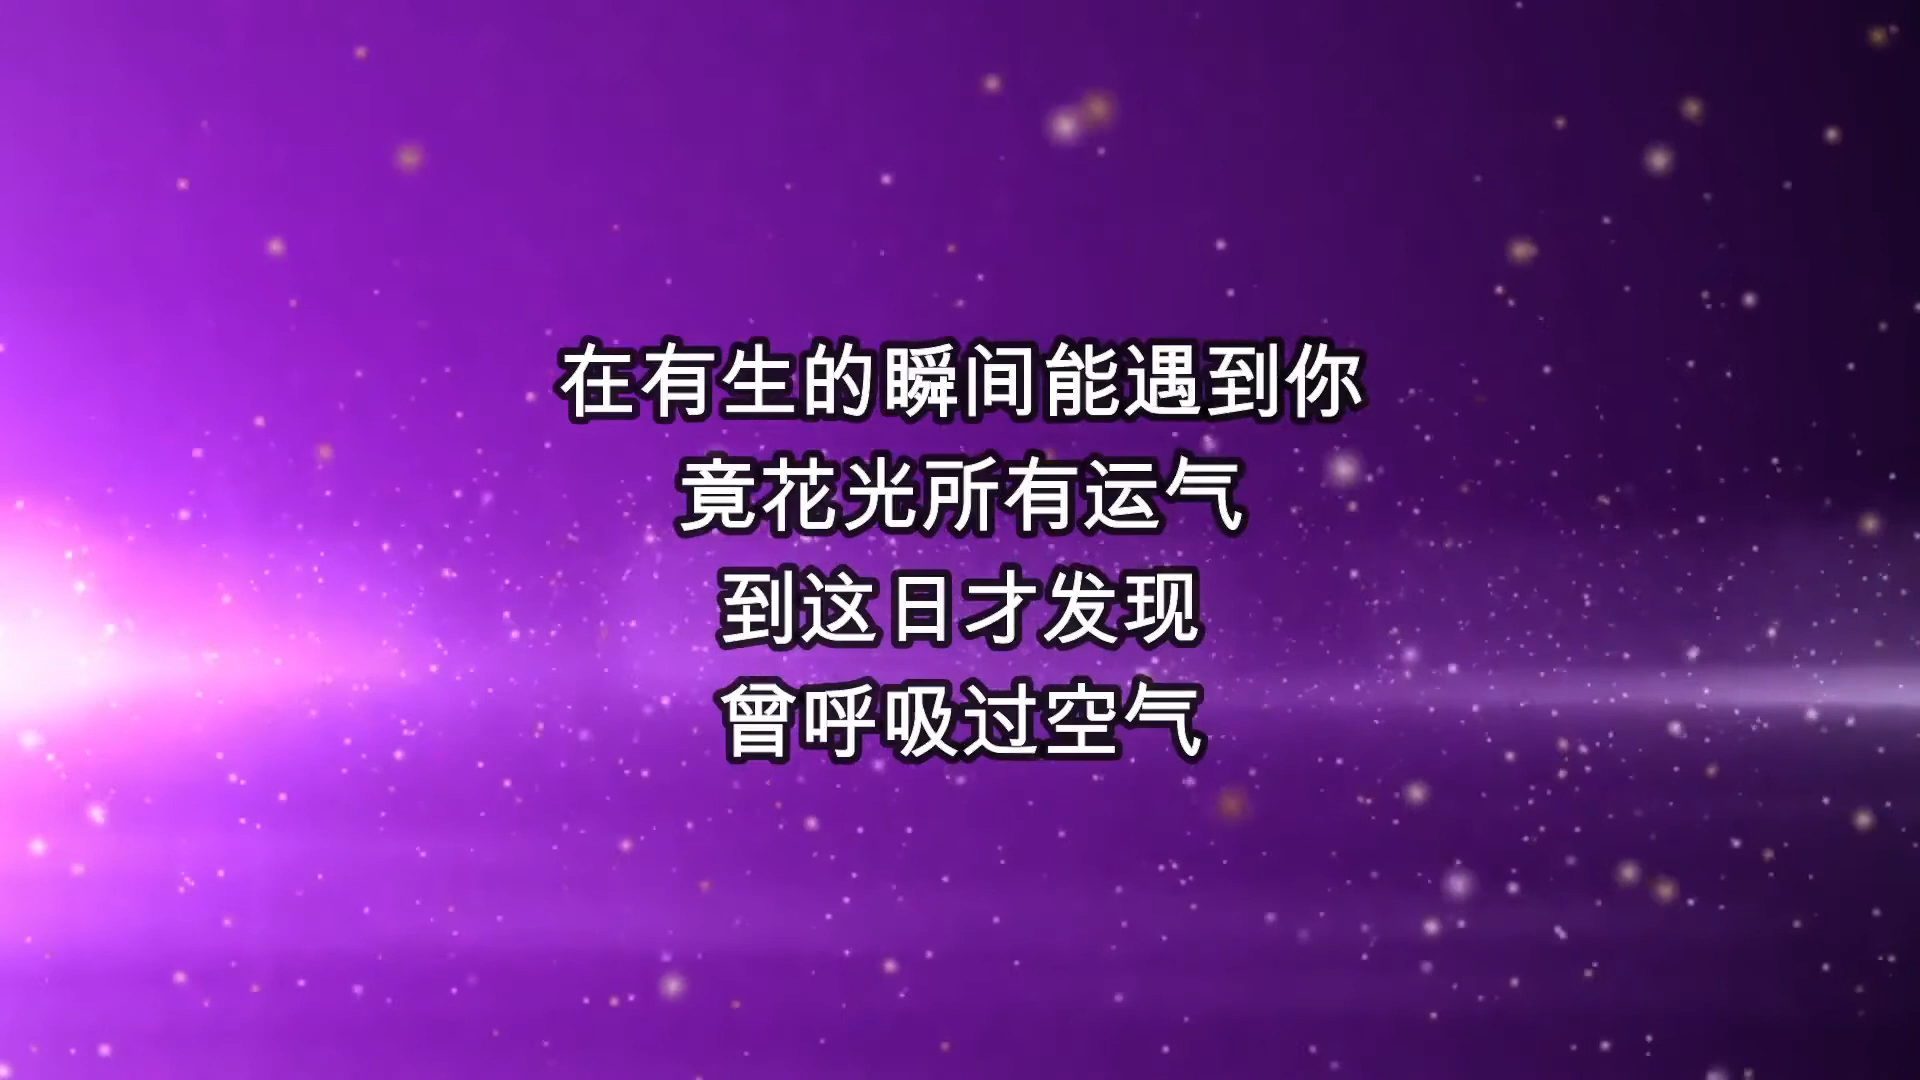 在有生的瞬间能遇到你
竟花光所有运气
到这日才发现
曾呼吸过空气